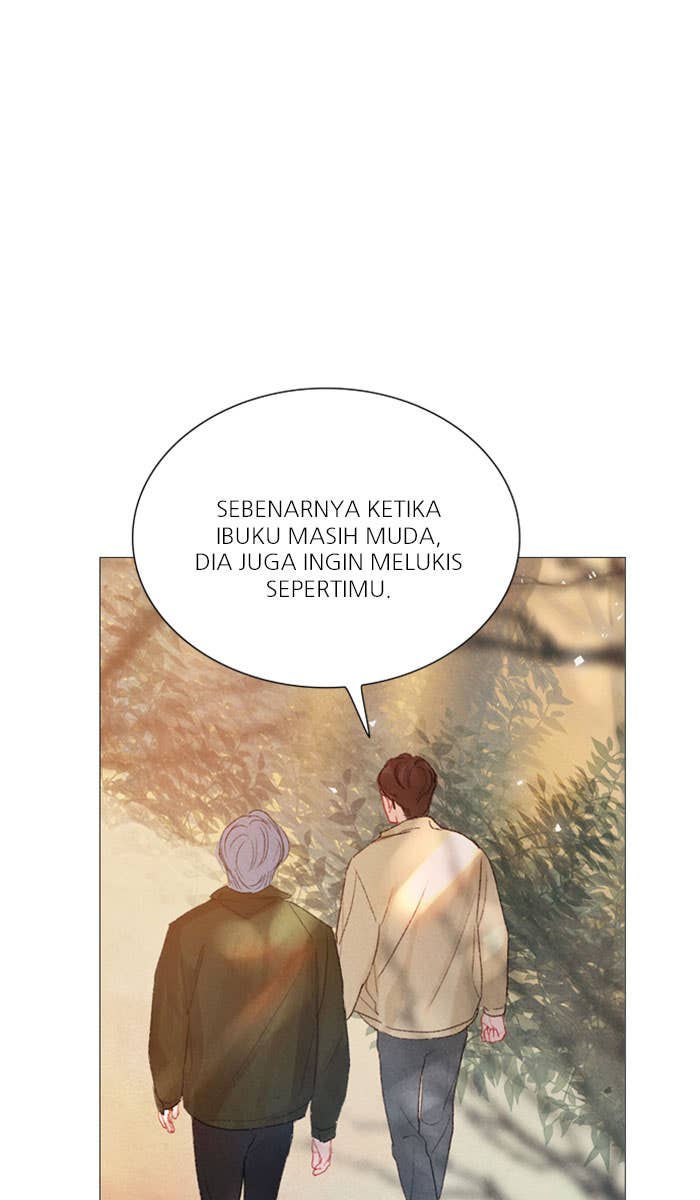 SEBENARNYA KETIKA
IBUKU MASIH MUDA,
DIA JUGA INGIN MELUKIS
SEPERTIMU.